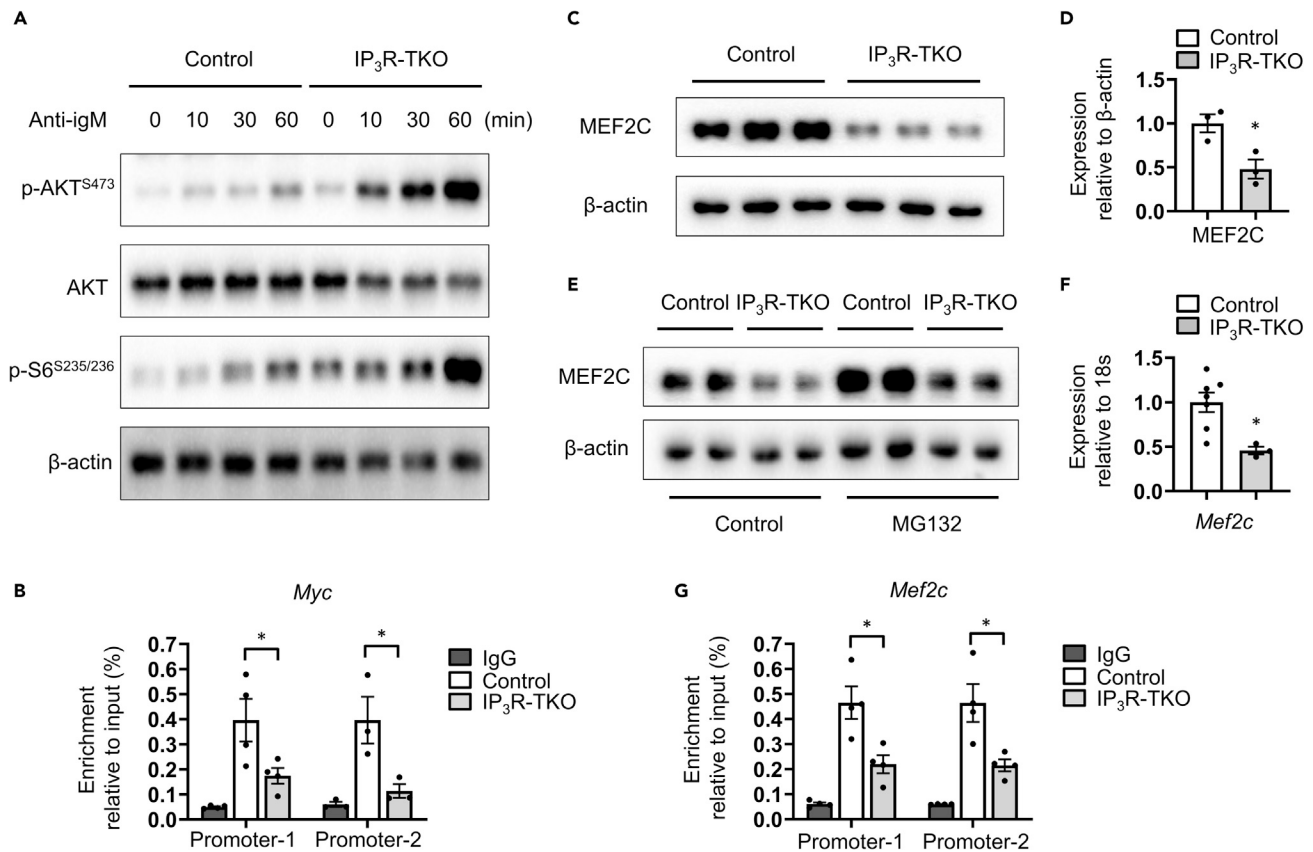 A
Control IP₃R-TKO
Anti-igM 0 10 30 60 0 10 30 60 (min)
p-AKT^S473
AKT
p-S6^S235/236
β-actin
C
Control IP₃R-TKO
MEF2C
β-actin
D
Control
IP₃R-TKO
Expression
relative to β-actin
1.5
1.0
0.5
0.0
*
MEF2C
E
Control IP₃R-TKO Control IP₃R-TKO
MEF2C
β-actin
Control MG132
F
Control
IP₃R-TKO
Expression
relative to 18s
1.5
1.0
0.5
0.0
*
Mef2c
B
Myc
Enrichment
relative to input (%)
0.7
0.6
0.5
0.4
0.3
0.2
0.1
0.0
* *
Promoter-1 Promoter-2
IgG
Control
IP₃R-TKO
G
Mef2c
Enrichment
relative to input (%)
0.7
0.6
0.5
0.4
0.3
0.2
0.1
0.0
* *
Promoter-1 Promoter-2
IgG
Control
IP₃R-TKO